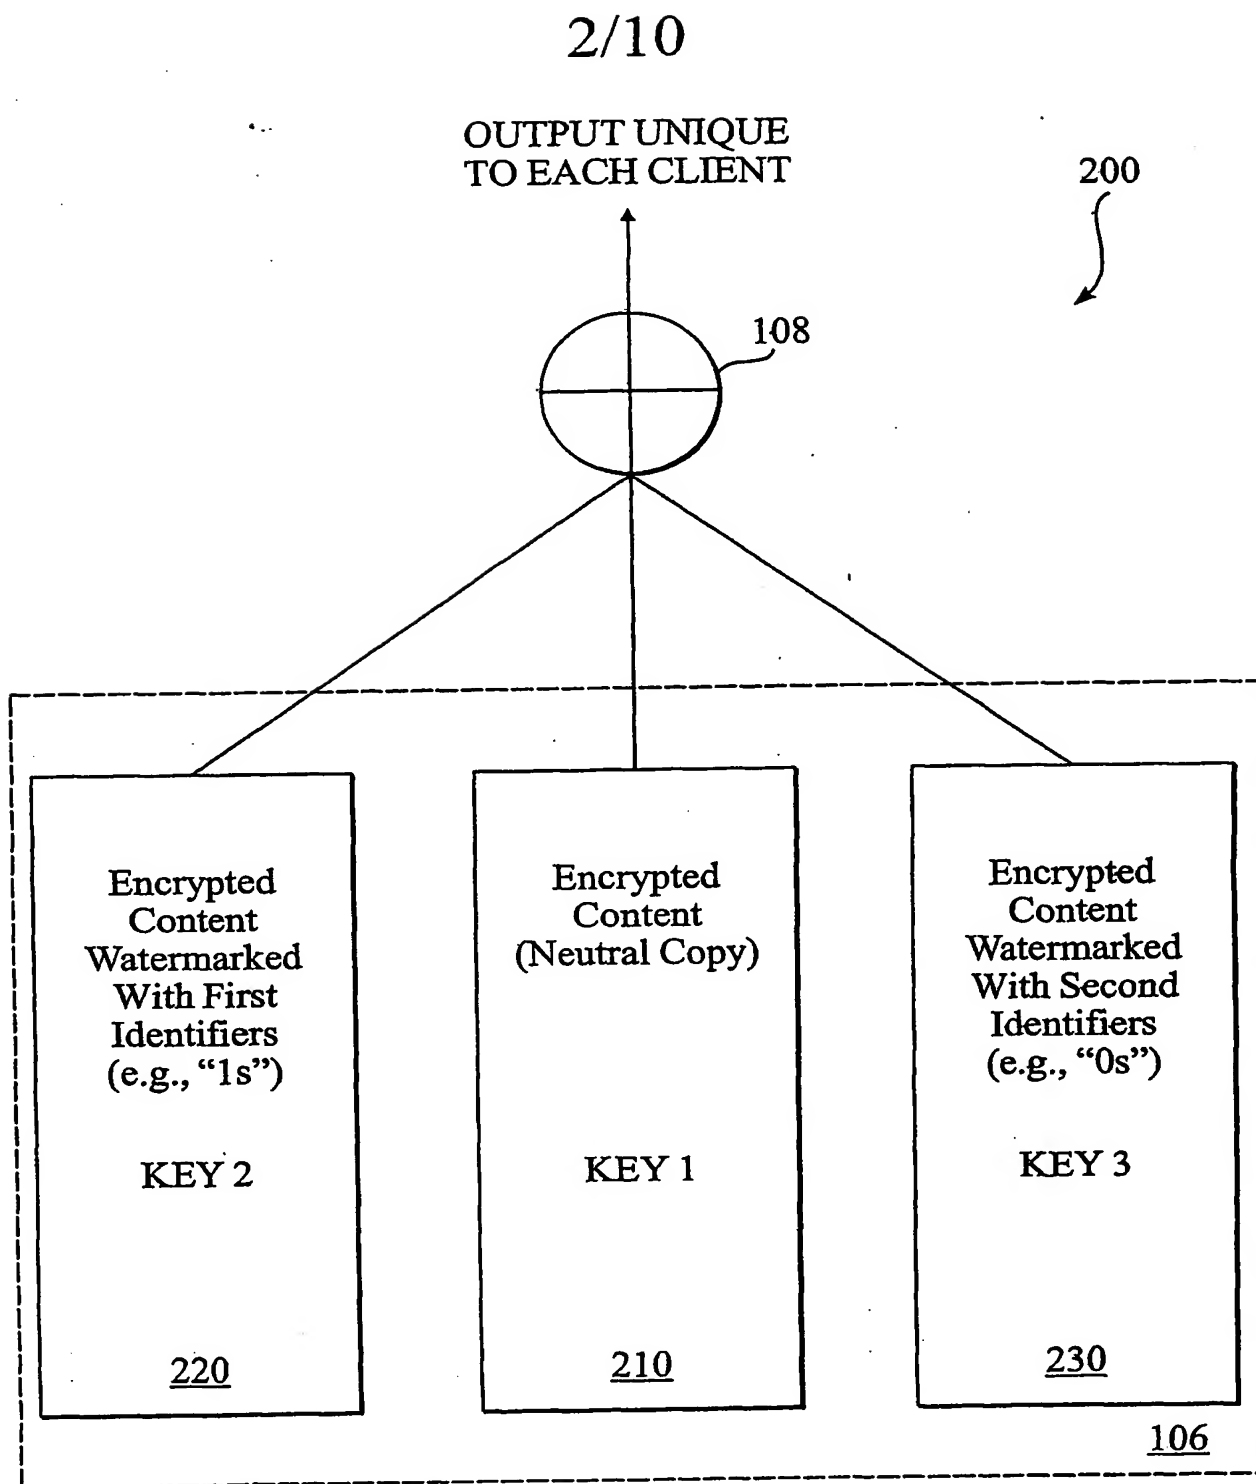 2/10
OUTPUT UNIQUE
TO EACH CLIENT
200
108
Encrypted
Content
Watermarked
With First
Identifiers
(e.g., “1s”)
KEY 2
220
Encrypted
Content
(Neutral Copy)
KEY 1
210
Encrypted
Content
Watermarked
With Second
Identifiers
(e.g., “0s”)
KEY 3
230
106